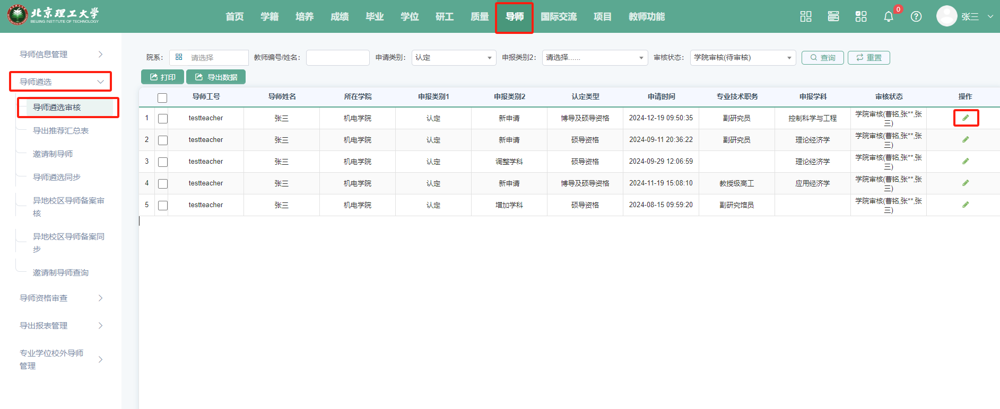 北京理工大学
BEIJING INSTITUTE OF TECHNOLOGY
首页 学籍 培养 成绩 毕业 学位 研工 质量 导师 国际交流 项目 教师功能
0
张三
导师信息管理
导师遴选
导师遴选审核
导出推荐汇总表
邀请制导师
导师遴选同步
异地校区导师备案审
核
异地校区导师备案同
步
邀请制导师查询
导师资格审查
导出报表管理
专业学位校外导师
管理
院系： 请选择 教师编号/姓名： 申请类别： 认定 申报类别2： 请选择...... 审核状态： 学院审核(待审核) 查询 重置
打印 导出数据
导师工号 导师姓名 所在学院 申报类别1 申报类别2 认定类型 申请时间 专业技术职务 申报学科 审核状态 操作
1 testteacher 张三 机电学院 认定 新申请 博导及硕导资格 2024-12-19 09:50:35 副研究员 控制科学与工程 学院审核(曹铭,张**,张
三)
2 testteacher 张三 机电学院 认定 新申请 硕导资格 2024-09-11 20:36:22 副研究员 理论经济学 学院审核(曹铭,张**,张
三)
3 testteacher 张三 机电学院 认定 调整学科 硕导资格 2024-09-29 12:06:59 理论经济学 学院审核(曹铭,张**,张
三)
4 testteacher 张三 机电学院 认定 新申请 博导及硕导资格 2024-11-19 15:08:10 教授级高工 应用经济学 学院审核(曹铭,张**,张
三)
5 testteacher 张三 机电学院 认定 增加学科 硕导资格 2024-08-15 09:59:20 副研究馆员 学院审核(曹铭,张**,张
三)